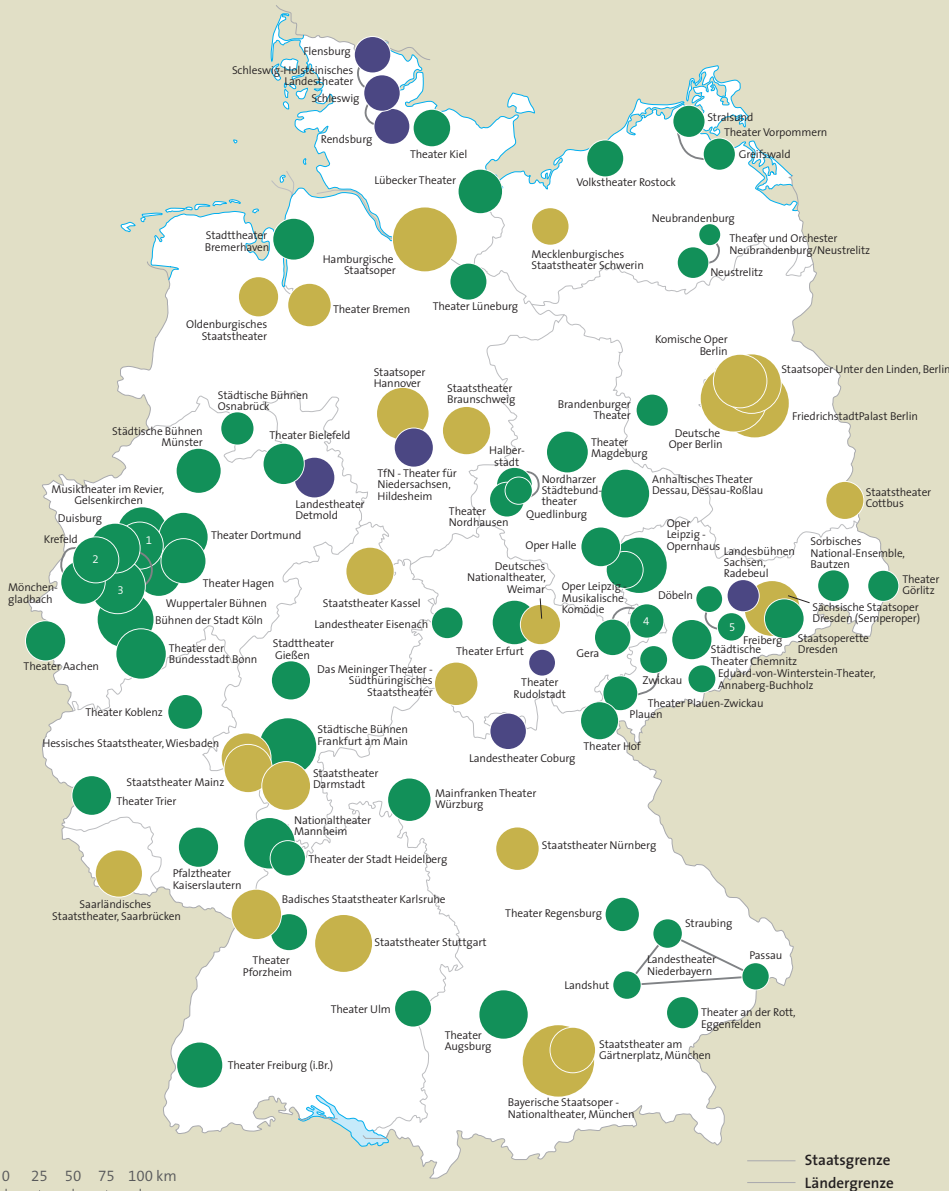 Flensburg
Schleswig-Holsteinisches
Landestheater
Schleswig
Rendsburg
Theater Kiel
Stralsund
Theater Vorpommern
Greifswald
Lübecker Theater
Volkstheater Rostock
Neubrandenburg
Theater und Orchester
Neubrandenburg/Neustrelitz
Neustrelitz
Stadttheater
Bremerhaven
Hamburgische
Staatsoper
Mecklenburgisches
Staatstheater Schwerin
Theater Lüneburg
Oldenburgisches
Staatstheater
Theater Bremen
Komische Oper
Berlin
Staatsoper Unter den Linden, Berlin
FriedrichstadtPalast Berlin
Deutsche
Oper Berlin
Brandenburger
Theater
Staatsoper
Hannover
Staatstheater
Braunschweig
Städtische Bühnen
Osnabrück
Städtische Bühnen
Münster
Theater Bielefeld
Landestheater
Detmold
TfN - Theater für
Niedersachsen,
Hildesheim
Halber-
stadt
Nordharzer
Städtebund-
theater
Quedlinburg
Theater
Nordhausen
Theater
Magdeburg
Anhaltisches Theater
Dessau, Dessau-Roßlau
Staatstheater
Cottbus
Musiktheater im Revier,
Gelsenkirchen
Duisburg
Krefeld
1
2
3
Mönchen-
gladbach
Theater Dortmund
Theater Hagen
Wuppertaler Bühnen
Bühnen der Stadt Köln
Theater der
Bundesstadt Bonn
Theater Aachen
Staatstheater Kassel
Oper Halle
Oper
Leipzig -
Opernhaus
Deutsches
Nationaltheater,
Weimar
Oper Leipzig -
Musikalische
Komödie
Landesbühnen
Sachsen,
Radebeul
Sorbisches
National-Ensemble,
Bautzen
Theater
Görlitz
Döbeln
4
5
Freiberg
Sächsische Staatsoper
Dresden (Semperoper)
Staatsoperette
Dresden
Landestheater Eisenach
Theater Erfurt
Gera
Städtische
Theater Chemnitz
Eduard-von-Winterstein-Theater,
Annaberg-Buchholz
Zwickau
Theater Plauen-Zwickau
Plauen
Theater Hof
Theater
Rudolstadt
Stadttheater
Gießen
Das Meininger Theater -
Südthüringisches
Staatstheater
Landestheater Coburg
Theater Koblenz
Städtische Bühnen
Frankfurt am Main
Hessisches Staatstheater, Wiesbaden
Staatstheater Mainz
Staatstheater
Darmstadt
Theater Trier
Mainfranken Theater
Würzburg
Nationaltheater
Mannheim
Theater der Stadt Heidelberg
Pfalztheater
Kaiserslautern
Saarländisches
Staatstheater, Saarbrücken
Staatstheater Nürnberg
Badisches Staatstheater Karlsruhe
Theater
Pforzheim
Staatstheater Stuttgart
Theater Regensburg
Straubing
Landestheater
Niederbayern
Passau
Landshut
Theater an der Rott,
Eggenfelden
Theater Ulm
Theater
Augsburg
Staatstheater am
Gärtnerplatz, München
Bayerische Staatsoper -
Nationaltheater, München
Theater Freiburg (i.Br.)
0 25 50 75 100 km
Staatsgrenze
Ländergrenze